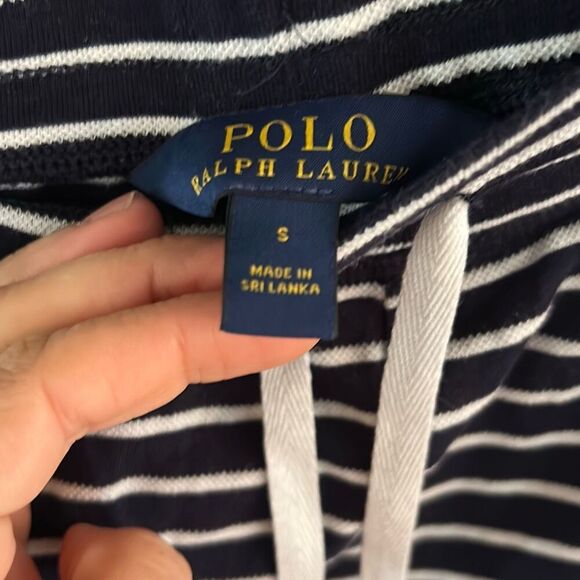 POLO
RALPH LAUREN
S
MADE IN
SRI LANKA